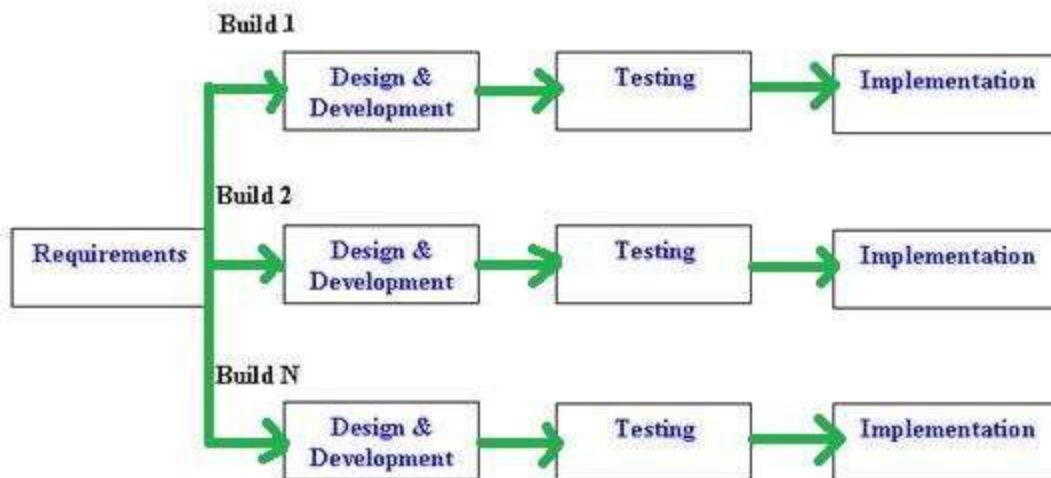 Build 1
Design &
Development
Testing
Implementation
Build 2
Requirements
Design &
Development
Testing
Implementation
Build N
Design &
Development
Testing
Implementation